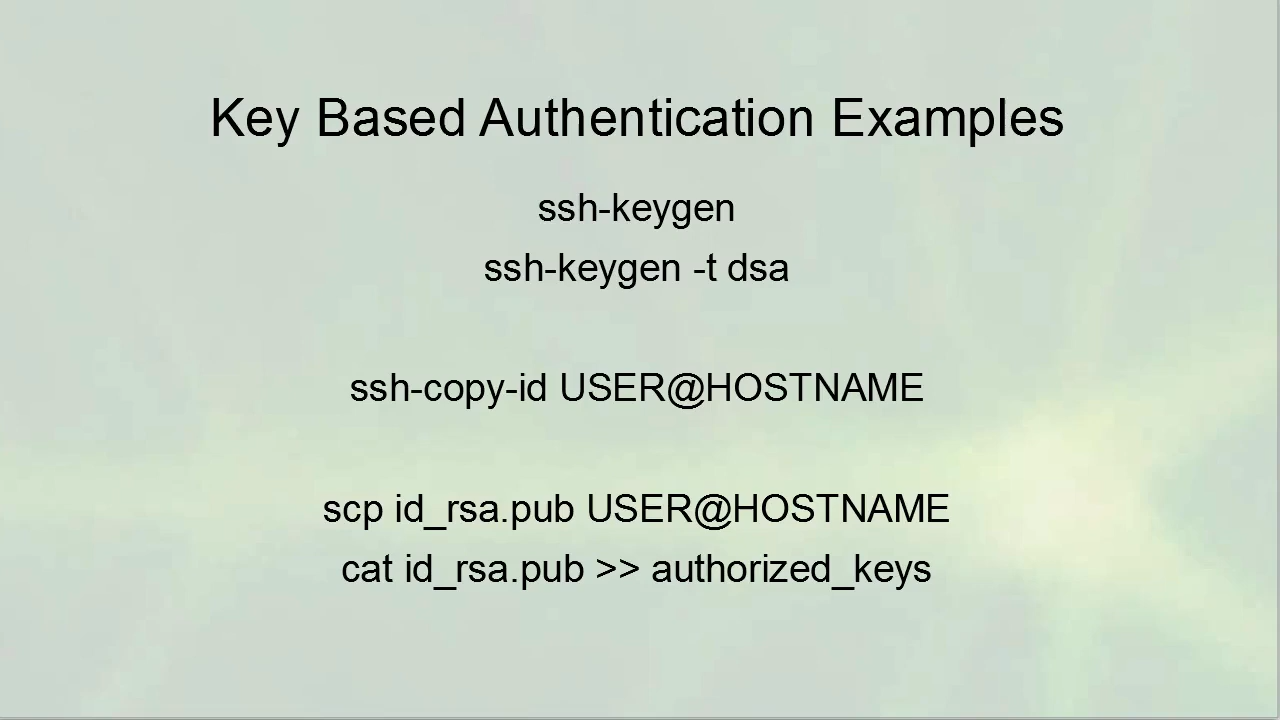 Key Based Authentication Examples
ssh-keygen
ssh-keygen -t dsa
ssh-copy-id USER@HOSTNAME
scp id_rsa.pub USER@HOSTNAME
cat id_rsa.pub >> authorized_keys